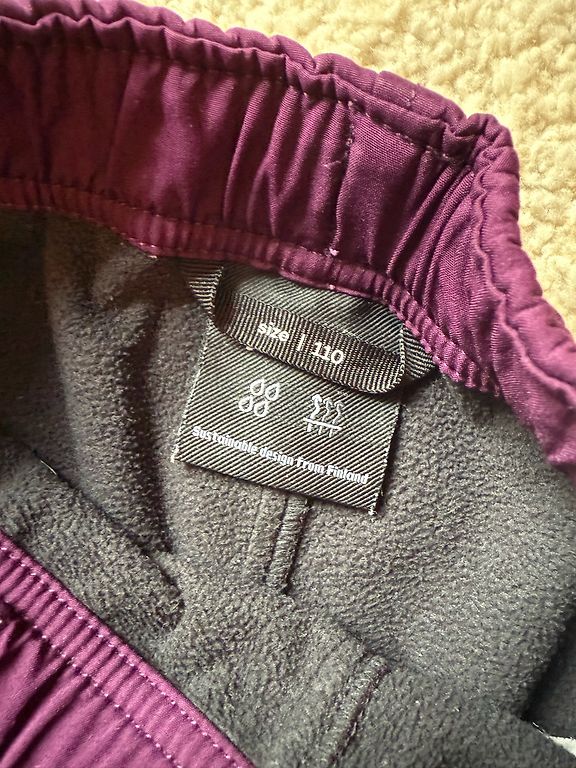 size | 110
Sustainable design from Finland